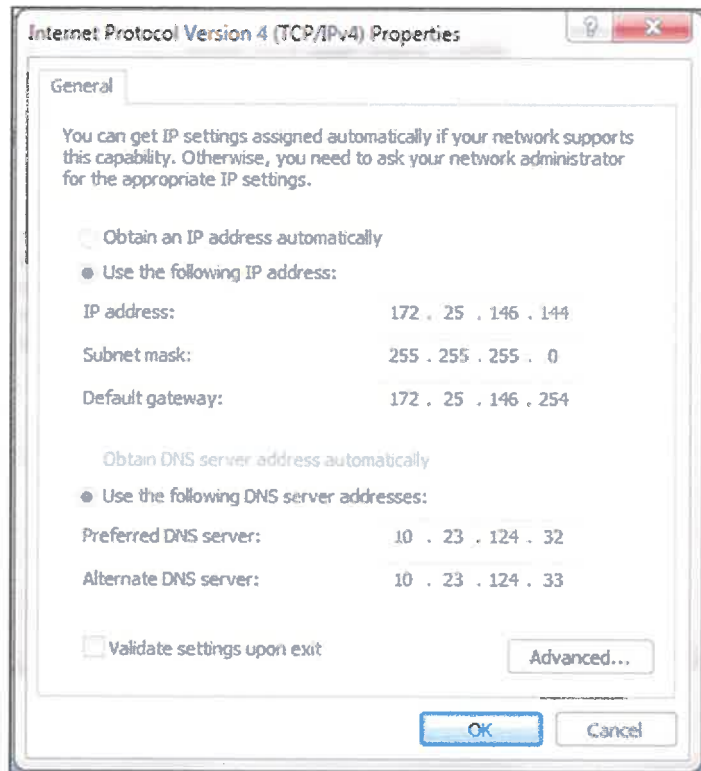 Internet Protocol Version 4 (TCP/IPv4) Properties
?
General
You can get IP settings assigned automatically if your network supports
this capability. Otherwise, you need to ask your network administrator
for the appropriate IP settings.
Obtain an IP address automatically
Use the following IP address:
IP address: 172 . 25 . 146 . 144
Subnet mask: 255 . 255 . 255 . 0
Default gateway: 172 . 25 . 146 . 254
Obtain DNS server address automatically
Use the following DNS server addresses:
Preferred DNS server: 10 . 23 . 124 . 32
Alternate DNS server: 10 . 23 . 124 . 33
Validate settings upon exit
Advanced...
OK Cancel